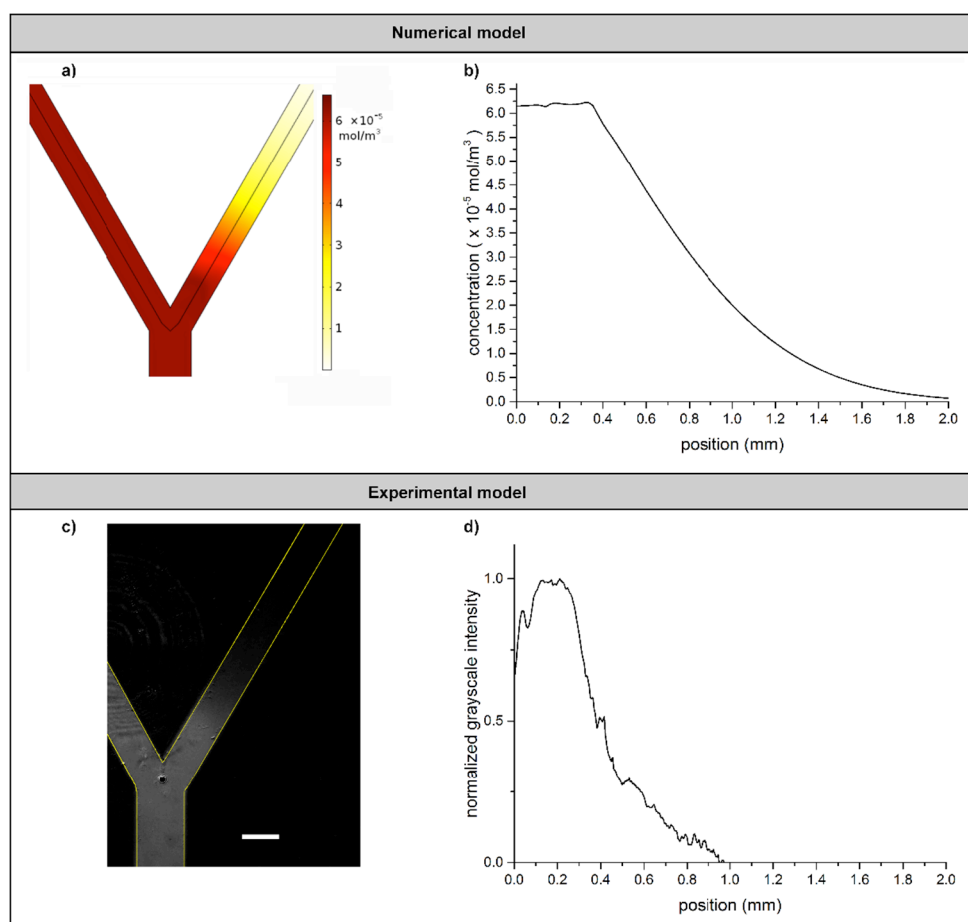 Numerical model
a)
6 ×10⁻⁵
mol/m³
5
4
3
2
1
b)
6.5
6.0
5.5
5.0
4.5
4.0
3.5
3.0
2.5
2.0
1.5
1.0
0.5
0.0
concentration ( x 10⁻⁵ mol/m³)
0.0 0.2 0.4 0.6 0.8 1.0 1.2 1.4 1.6 1.8 2.0
position (mm)
Experimental model
c)
d)
1.0
0.5
0.0
normalized grayscale intensity
0.0 0.2 0.4 0.6 0.8 1.0 1.2 1.4 1.6 1.8 2.0
position (mm)